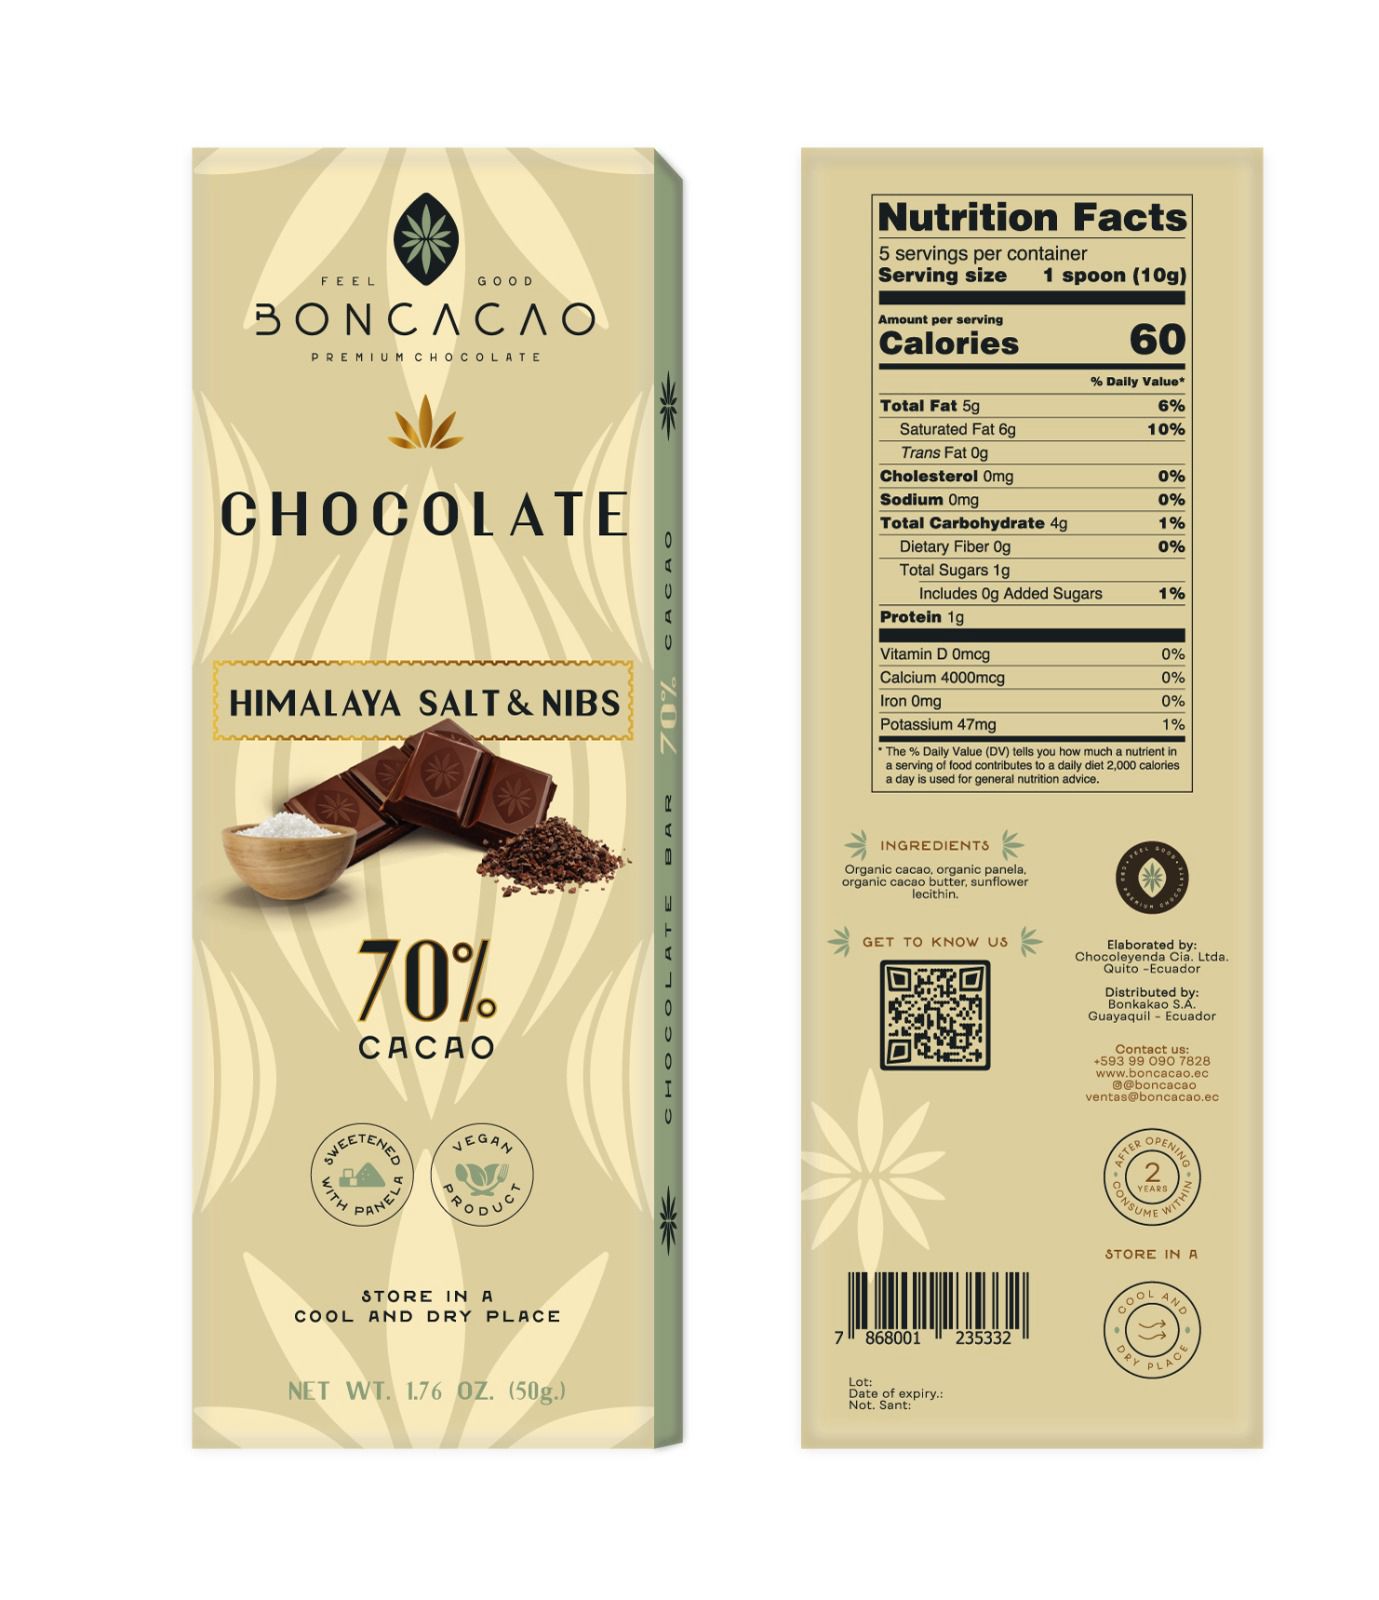 FEEL GOOD
BONCACAO
PREMIUM CHOCOLATE
CHOCOLATE
HIMALAYA SALT & NIBS
70%
CACAO
SWEETENED WITH PANELA
VEGAN PRODUCT
STORE IN A
COOL AND DRY PLACE
NET WT. 1.76 OZ. (50g.)
CHOCOLATE BAR 70% CACAO
Nutrition Facts
5 servings per container
Serving size 1 spoon (10g)
Amount per serving
Calories 60
% Daily Value*
Total Fat 5g 6%
Saturated Fat 6g 10%
Trans Fat 0g
Cholesterol 0mg 0%
Sodium 0mg 0%
Total Carbohydrate 4g 1%
Dietary Fiber 0g 0%
Total Sugars 1g
Includes 0g Added Sugars 1%
Protein 1g
Vitamin D 0mcg 0%
Calcium 4000mcg 0%
Iron 0mg 0%
Potassium 47mg 1%
* The % Daily Value (DV) tells you how much a nutrient in
a serving of food contributes to a daily diet 2,000 calories
a day is used for general nutrition advice.
INGREDIENTS
Organic cacao, organic panela,
organic cacao butter, sunflower
lecithin.
GET TO KNOW US
FEEL GOOD
PREMIUM CHOCOLATE
Elaborated by:
Chocoleyenda Cia. Ltda.
Quito -Ecuador
Distributed by:
Bonkakao S.A.
Guayaquil - Ecuador
Contact us:
+593 99 090 7828
www.boncacao.ec
@boncacao
ventas@boncacao.ec
AFTER OPENING
2
YEARS
CONSUME WITHIN
STORE IN A
COOL AND
DRY PLACE
7 868001 235332
Lot:
Date of expiry.:
Not. Sant: